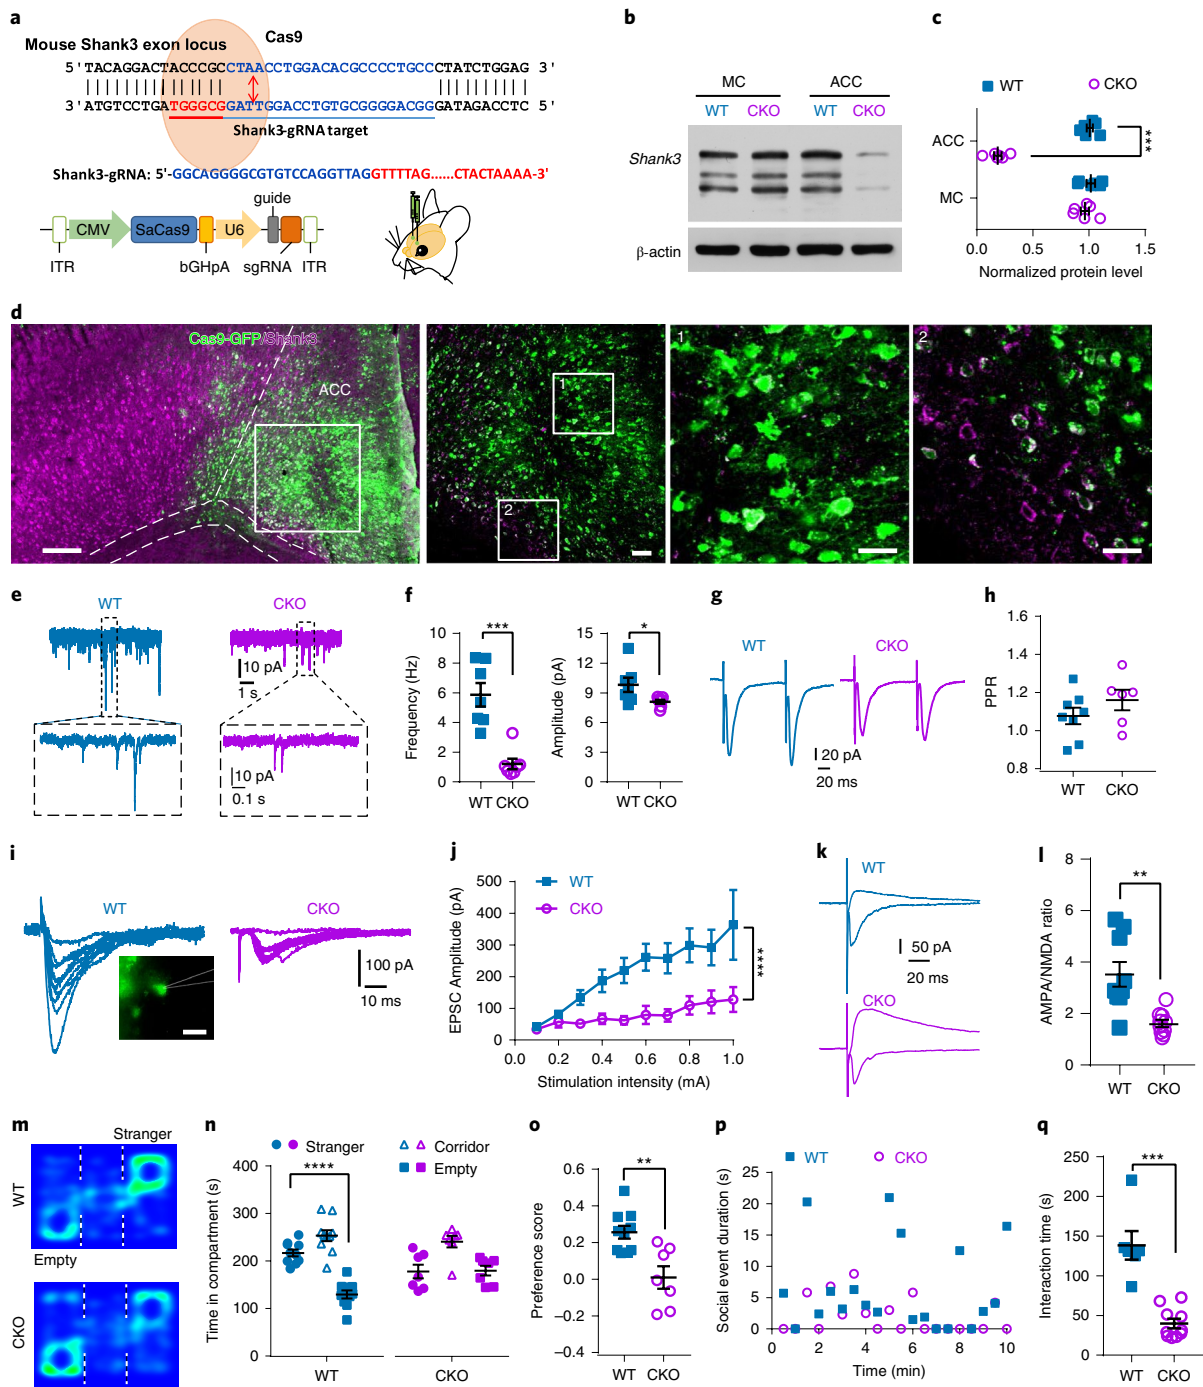 a
Mouse Shank3 exon locus
Cas9
5' TACAGGACTACCCGCCTAACCTGGACACGCCCCTGCCCTATCTGGAG 3'
3' ATGTCCTGATGGGCGGATTGGACCTGTGCGGGGACGGGATAGACCTC 5'
Shank3-gRNA target
Shank3-gRNA: 5'-GGCAGGGGCGTGTCCAGGTTAGGTTTTAG......CTACTAAAA-3'
guide
CMV
SaCas9
U6
ITR
bGHpA
sgRNA
ITR
b
MC
ACC
WT
CKO
WT
CKO
Shank3
β-actin
c
WT
CKO
ACC
***
MC
0.0
0.5
1.0
1.5
Normalized protein level
d
Cas9-GFP/Shank3
ACC
1
2
1
2
e
WT
CKO
10 pA
1 s
10 pA
0.1 s
f
Frequency (Hz)
10
8
6
4
2
0
***
WT CKO
Amplitude (pA)
15
12
9
6
3
0
*
WT CKO
g
WT
CKO
20 pA
20 ms
h
PPR
1.6
1.4
1.2
1.0
0.8
WT
CKO
i
WT
CKO
100 pA
10 ms
j
EPSC Amplitude (pA)
500
400
300
200
100
0
WT
CKO
****
0.0
0.2
0.4
0.6
0.8
1.0
Stimulation intensity (mA)
k
WT
50 pA
20 ms
CKO
l
AMPA/NMDA ratio
8
6
4
2
0
**
WT
CKO
m
Stranger
WT
Empty
CKO
n
Stranger
Corridor
Empty
Time in compartment (s)
400
300
200
100
0
****
WT
CKO
o
Preference score
0.6
0.4
0.2
0.0
–0.2
–0.4
**
WT
CKO
p
WT
CKO
Social event duration (s)
25
20
15
10
5
0
0
2
4
6
8
10
Time (min)
q
Interaction time (s)
250
200
150
100
50
0
***
WT
CKO